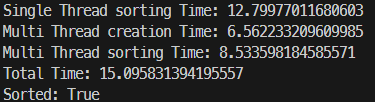 Single Thread sorting Time: 12.79977011680603
Multi Thread creation Time: 6.562233209609985
Multi Thread sorting Time: 8.533598184585571
Total Time: 15.095831394195557
Sorted: True